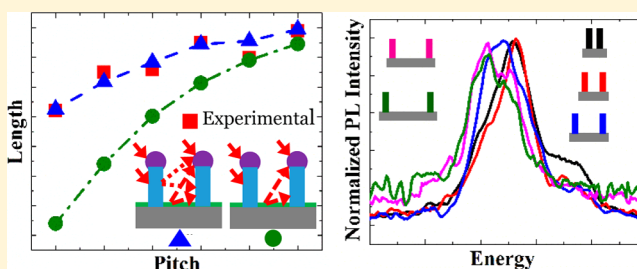 Length
Experimental
Pitch
Normalized PL Intensity
Energy